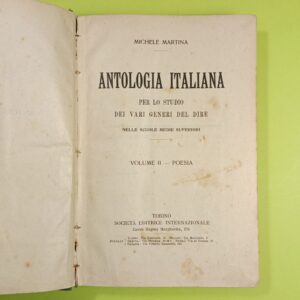 MICHELE MARTINA
ANTOLOGIA ITALIANA
PER LO STUDIO
DEI VARI GENERI DEL DIRE
NELLE SCUOLE MEDIE SUPERIORI
VOLUME II — POESIA
TORINO
SOCIETÀ EDITRICE INTERNAZIONALE
Corso Regina Margherita, 176